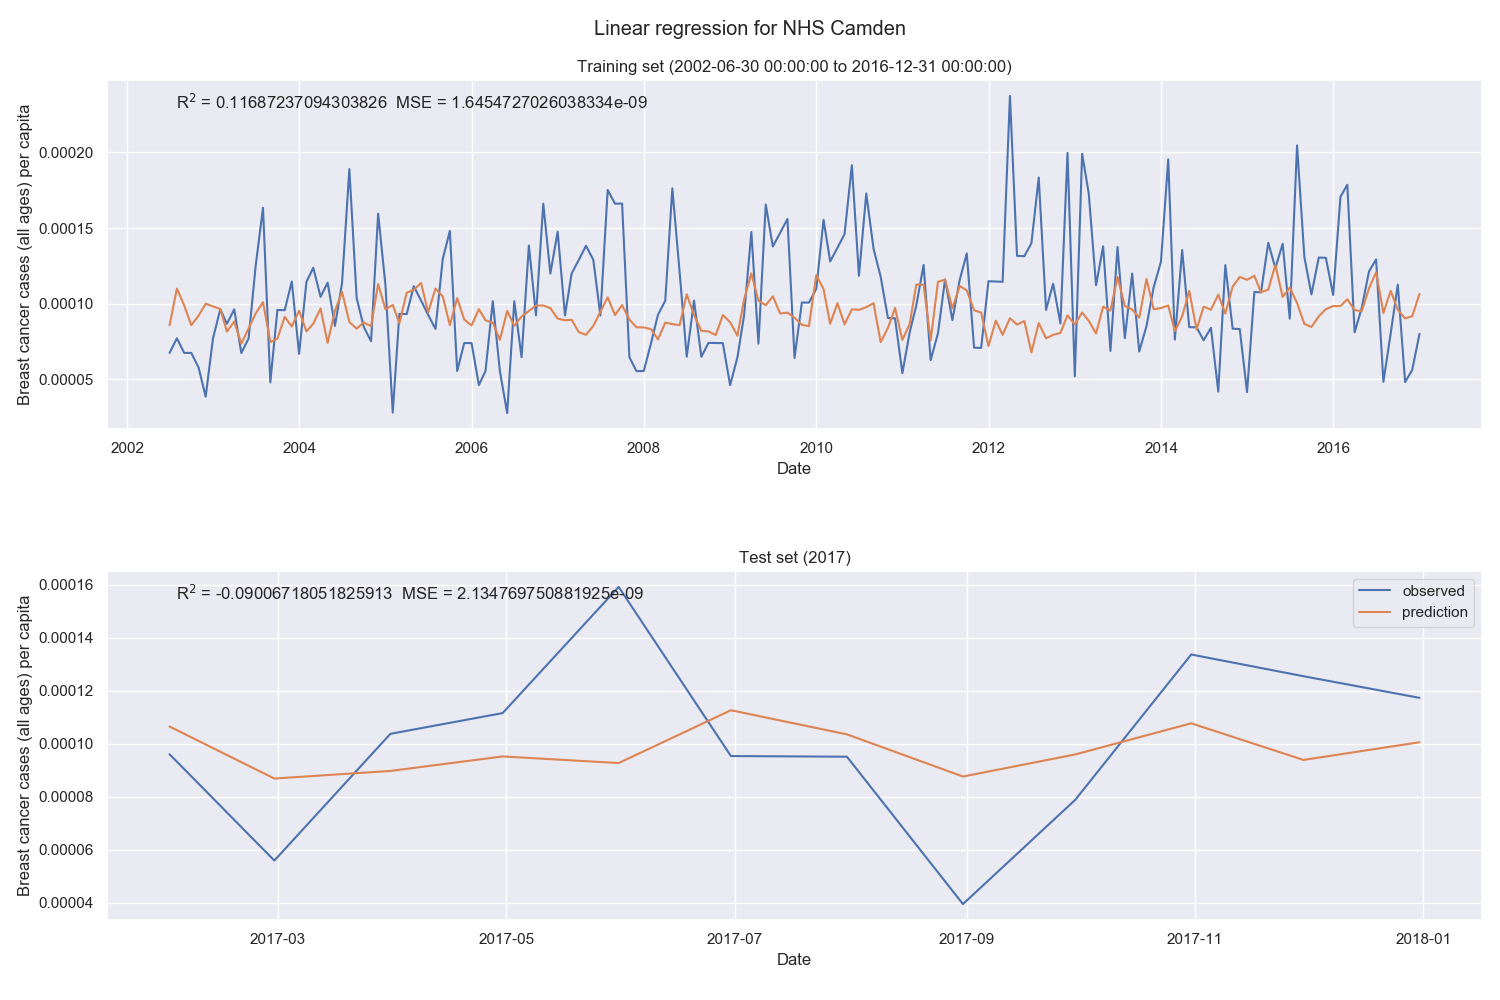 Linear regression for NHS Camden
Training set (2002-06-30 00:00:00 to 2016-12-31 00:00:00)
R² = 0.11687237094303826 MSE = 1.6454727026038334e-09
Breast cancer cases (all ages) per capita
0.00020
0.00015
0.00010
0.00005
2002 2004 2006 2008 2010 2012 2014 2016
Date
Test set (2017)
R² = -0.09006718051825913 MSE = 2.134769750881925e-09
observed
prediction
Breast cancer cases (all ages) per capita
0.00016
0.00014
0.00012
0.00010
0.00008
0.00006
0.00004
2017-03 2017-05 2017-07 2017-09 2017-11 2018-01
Date